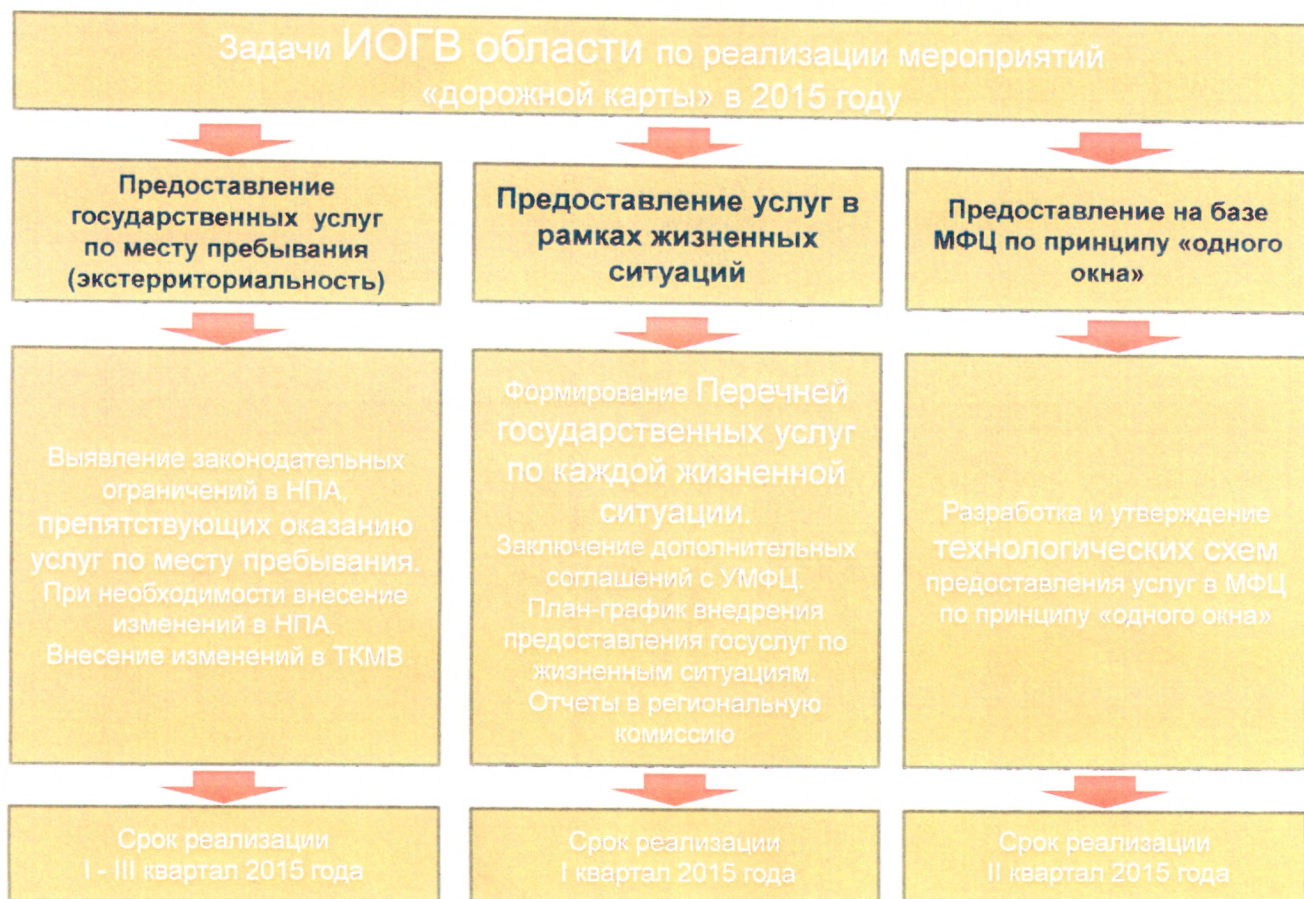 Задачи ИОГВ области по реализации мероприятий
«дорожной карты» в 2015 году
Предоставление
государственных услуг
по месту пребывания
(экстерриториальность)
Предоставление услуг в
рамках жизненных
ситуаций
Предоставление на базе
МФЦ по принципу «одного
окна»
Выявление законодательных
ограничений в НПА,
препятствующих оказанию
услуг по месту пребывания.
При необходимости внесение
изменений в НПА.
Внесение изменений в ТКМВ
Формирование Перечней
государственных услуг
по каждой жизненной
ситуации.
Заключение дополнительных
соглашений с УМФЦ.
План-график внедрения
предоставления госуслуг по
жизненным ситуациям.
Отчеты в региональную
комиссию
Разработка и утверждение
технологических схем
предоставления услуг в МФЦ
по принципу «одного окна»
Срок реализации
I - III квартал 2015 года
Срок реализации
I квартал 2015 года
Срок реализации
II квартал 2015 года